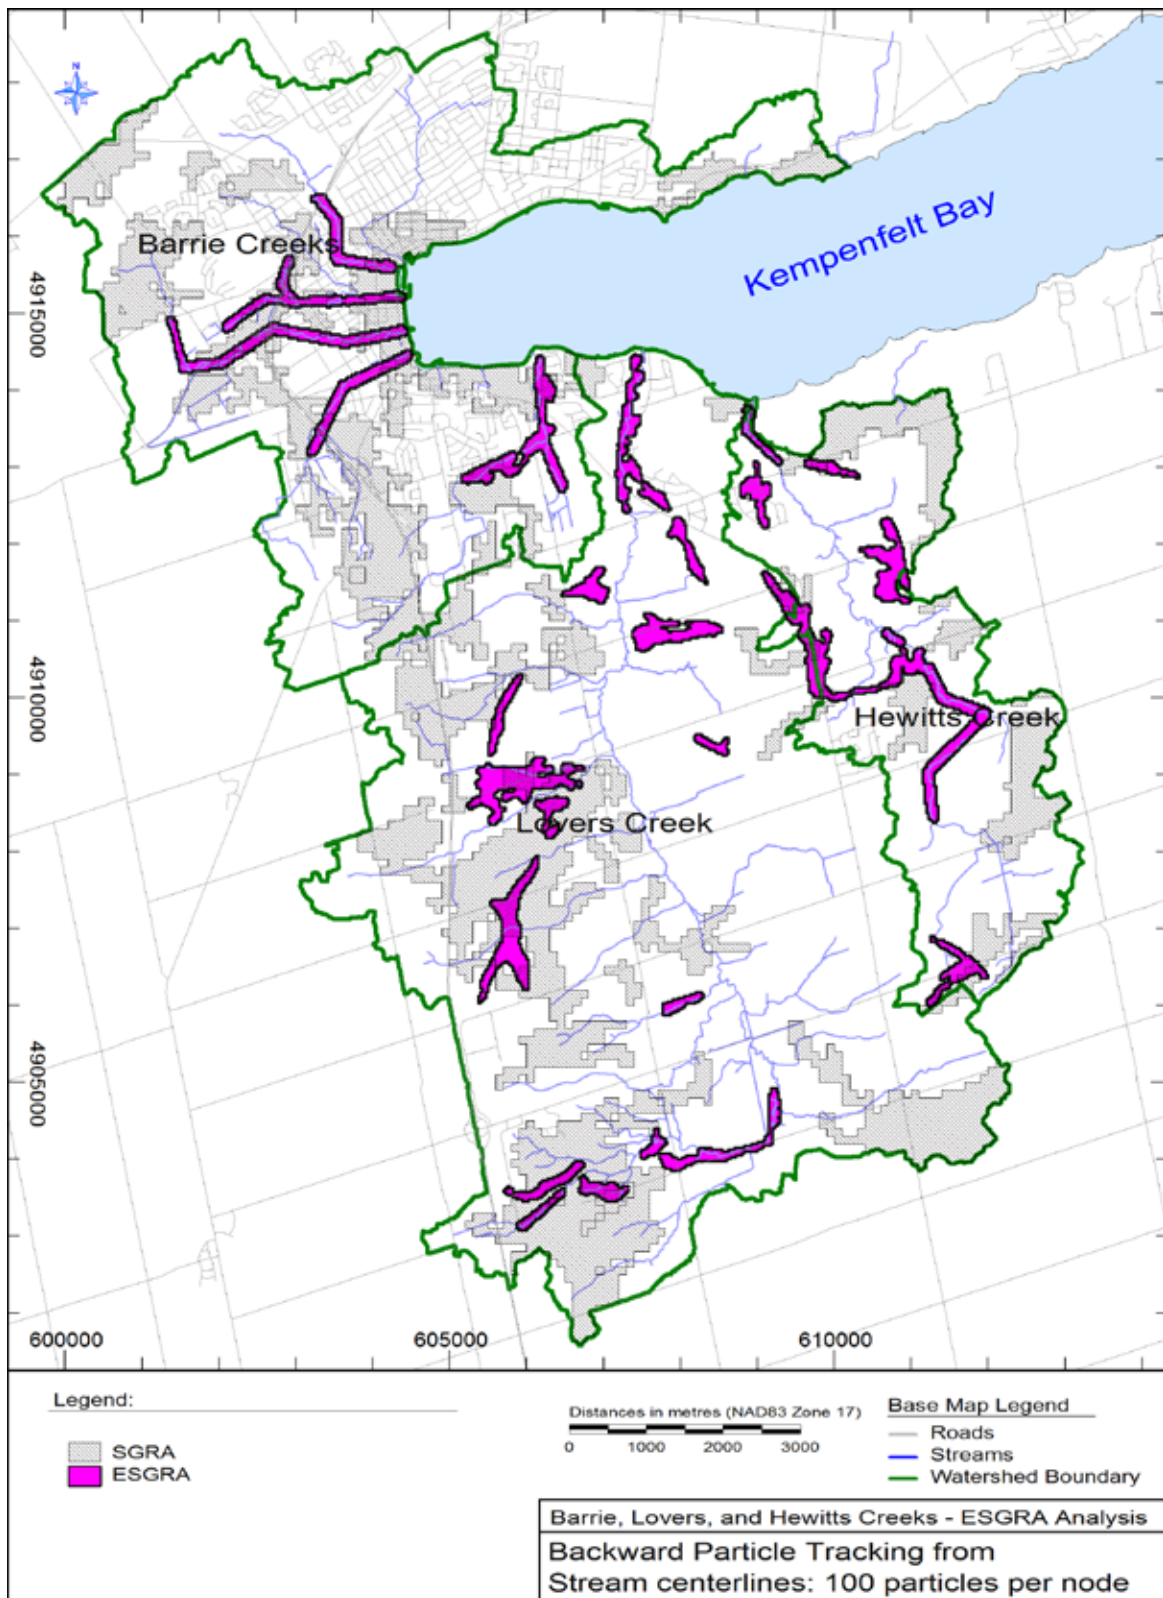 N
Barrie Creeks
Kempenfelt Bay
4915000
4910000
Hewitts Creek
Lovers Creek
4905000
600000
605000
610000
Legend:
SGRA
ESGRA
Distances in metres (NAD83 Zone 17)
0 1000 2000 3000
Base Map Legend
Roads
Streams
Watershed Boundary
Barrie, Lovers, and Hewitts Creeks - ESGRA Analysis
Backward Particle Tracking from
Stream centerlines: 100 particles per node